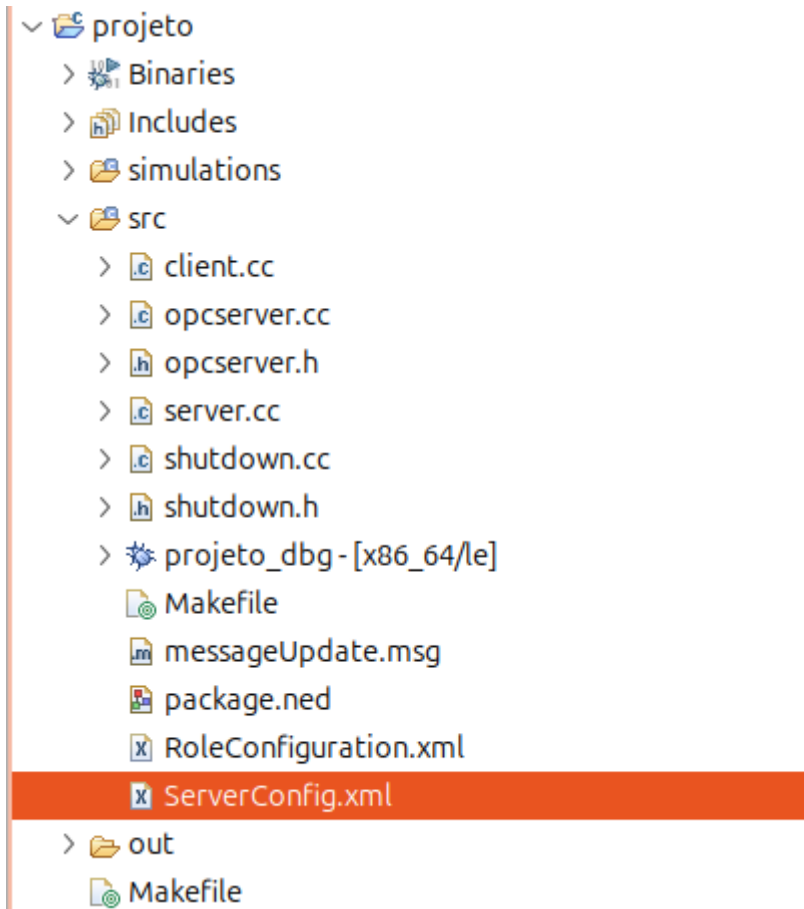 projeto
Binaries
Includes
simulations
src
client.cc
opcserver.cc
opcserver.h
server.cc
shutdown.cc
shutdown.h
projeto_dbg - [x86_64/le]
Makefile
messageUpdate.msg
package.ned
RoleConfiguration.xml
ServerConfig.xml
out
Makefile